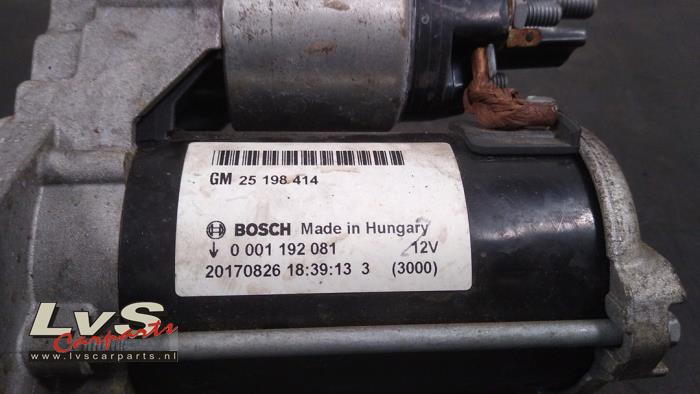 GM 25 198 414
BOSCH Made in Hungary
0 001 192 081 12V
20170826 18:39:13 3 (3000)
LvS
Carparts
www.lvscarparts.nl